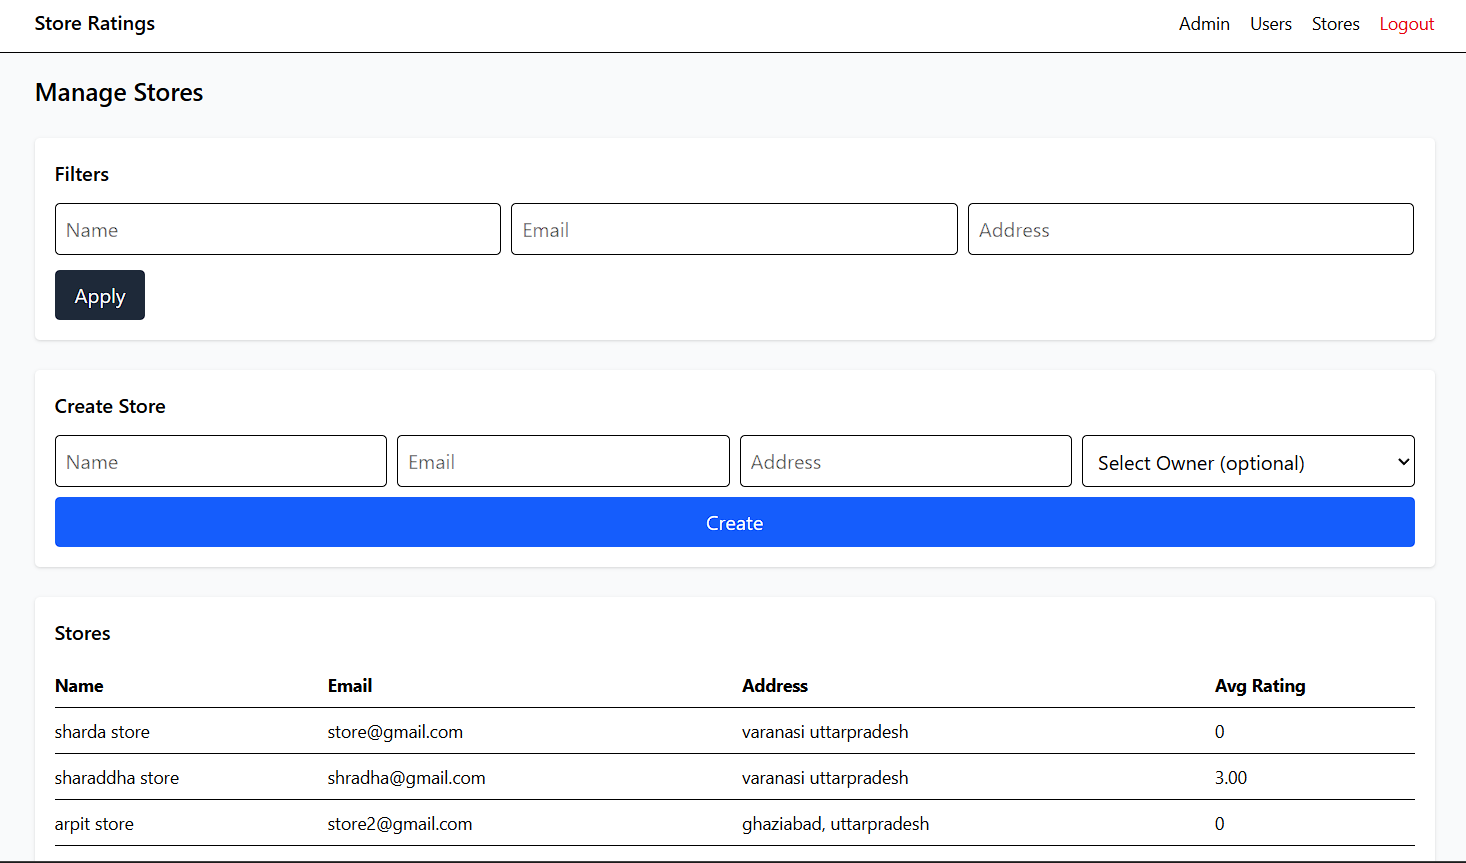 Store Ratings Admin Users Stores Logout
Manage Stores
Filters
Name Email Address
Apply
Create Store
Name Email Address Select Owner (optional)
Create
Stores
Name Email Address Avg Rating
sharda store store@gmail.com varanasi uttarpradesh 0
sharaddha store shradha@gmail.com varanasi uttarpradesh 3.00
arpit store store2@gmail.com ghaziabad, uttarpradesh 0